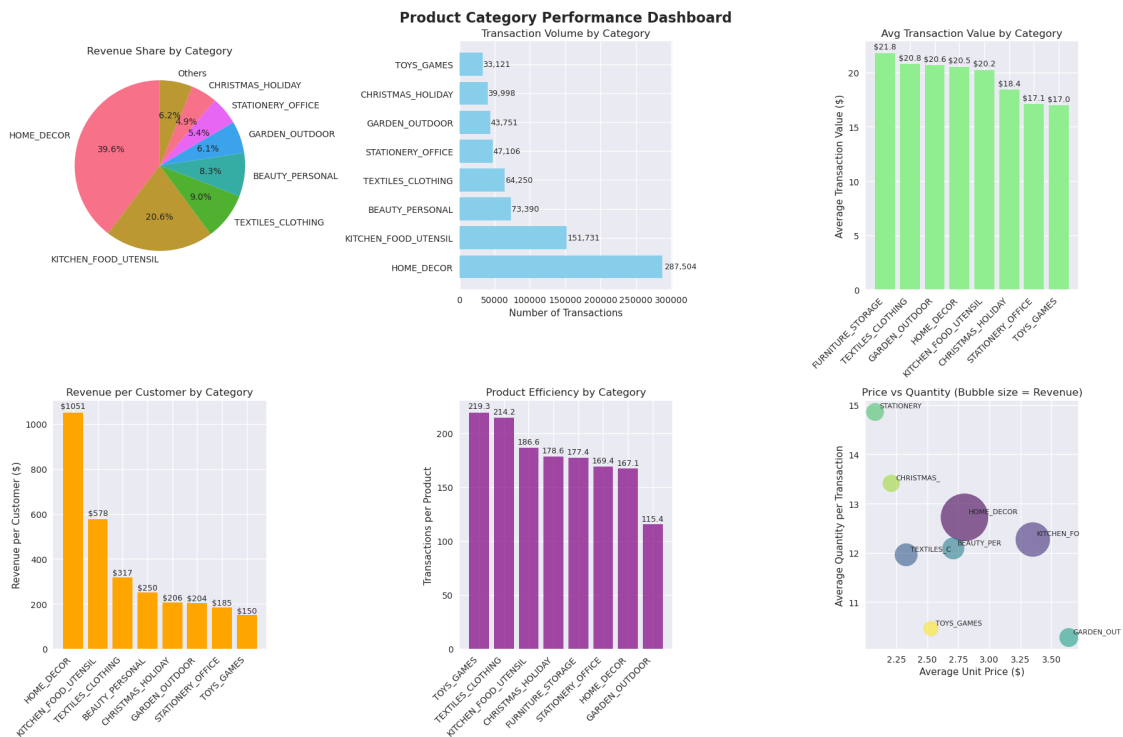 Product Category Performance Dashboard
Revenue Share by Category
Others
CHRISTMAS_HOLIDAY
STATIONERY_OFFICE
GARDEN_OUTDOOR
BEAUTY_PERSONAL
TEXTILES_CLOTHING
KITCHEN_FOOD_UTENSIL
HOME_DECOR
6.2%
4.9%
5.4%
6.1%
8.3%
9.0%
20.6%
39.6%
Transaction Volume by Category
TOYS_GAMES 33,121
CHRISTMAS_HOLIDAY 39,998
GARDEN_OUTDOOR 43,751
STATIONERY_OFFICE 47,106
TEXTILES_CLOTHING 64,250
BEAUTY_PERSONAL 73,390
KITCHEN_FOOD_UTENSIL 151,731
HOME_DECOR 287,504
0 50000 100000 150000 200000 250000 300000
Number of Transactions
Avg Transaction Value by Category
Average Transaction Value ($)
20
15
10
5
0
$21.8 $20.8 $20.6 $20.5 $20.2 $18.4 $17.1 $17.0
FURNITURE_STORAGE
TEXTILES_CLOTHING
GARDEN_OUTDOOR
HOME_DECOR
KITCHEN_FOOD_UTENSIL
CHRISTMAS_HOLIDAY
STATIONERY_OFFICE
TOYS_GAMES
Revenue per Customer by Category
Revenue per Customer ($)
1000
800
600
400
200
0
$1051 $578 $317 $250 $206 $204 $185 $150
HOME_DECOR
KITCHEN_FOOD_UTENSIL
TEXTILES_CLOTHING
BEAUTY_PERSONAL
CHRISTMAS_HOLIDAY
GARDEN_OUTDOOR
STATIONERY_OFFICE
TOYS_GAMES
Product Efficiency by Category
Transactions per Product
200
150
100
50
0
219.3 214.2 186.6 178.6 177.4 169.4 167.1 115.4
TOYS_GAMES
TEXTILES_CLOTHING
KITCHEN_FOOD_UTENSIL
CHRISTMAS_HOLIDAY
FURNITURE_STORAGE
STATIONERY_OFFICE
HOME_DECOR
GARDEN_OUTDOOR
Price vs Quantity (Bubble size = Revenue)
Average Quantity per Transaction
15
14
13
12
11
STATIONERY
CHRISTMAS_
HOME_DECOR
KITCHEN_FO
BEAUTY_PER
TEXTILES_C
TOYS_GAMES
GARDEN_OUT
2.25 2.50 2.75 3.00 3.25 3.50
Average Unit Price ($)